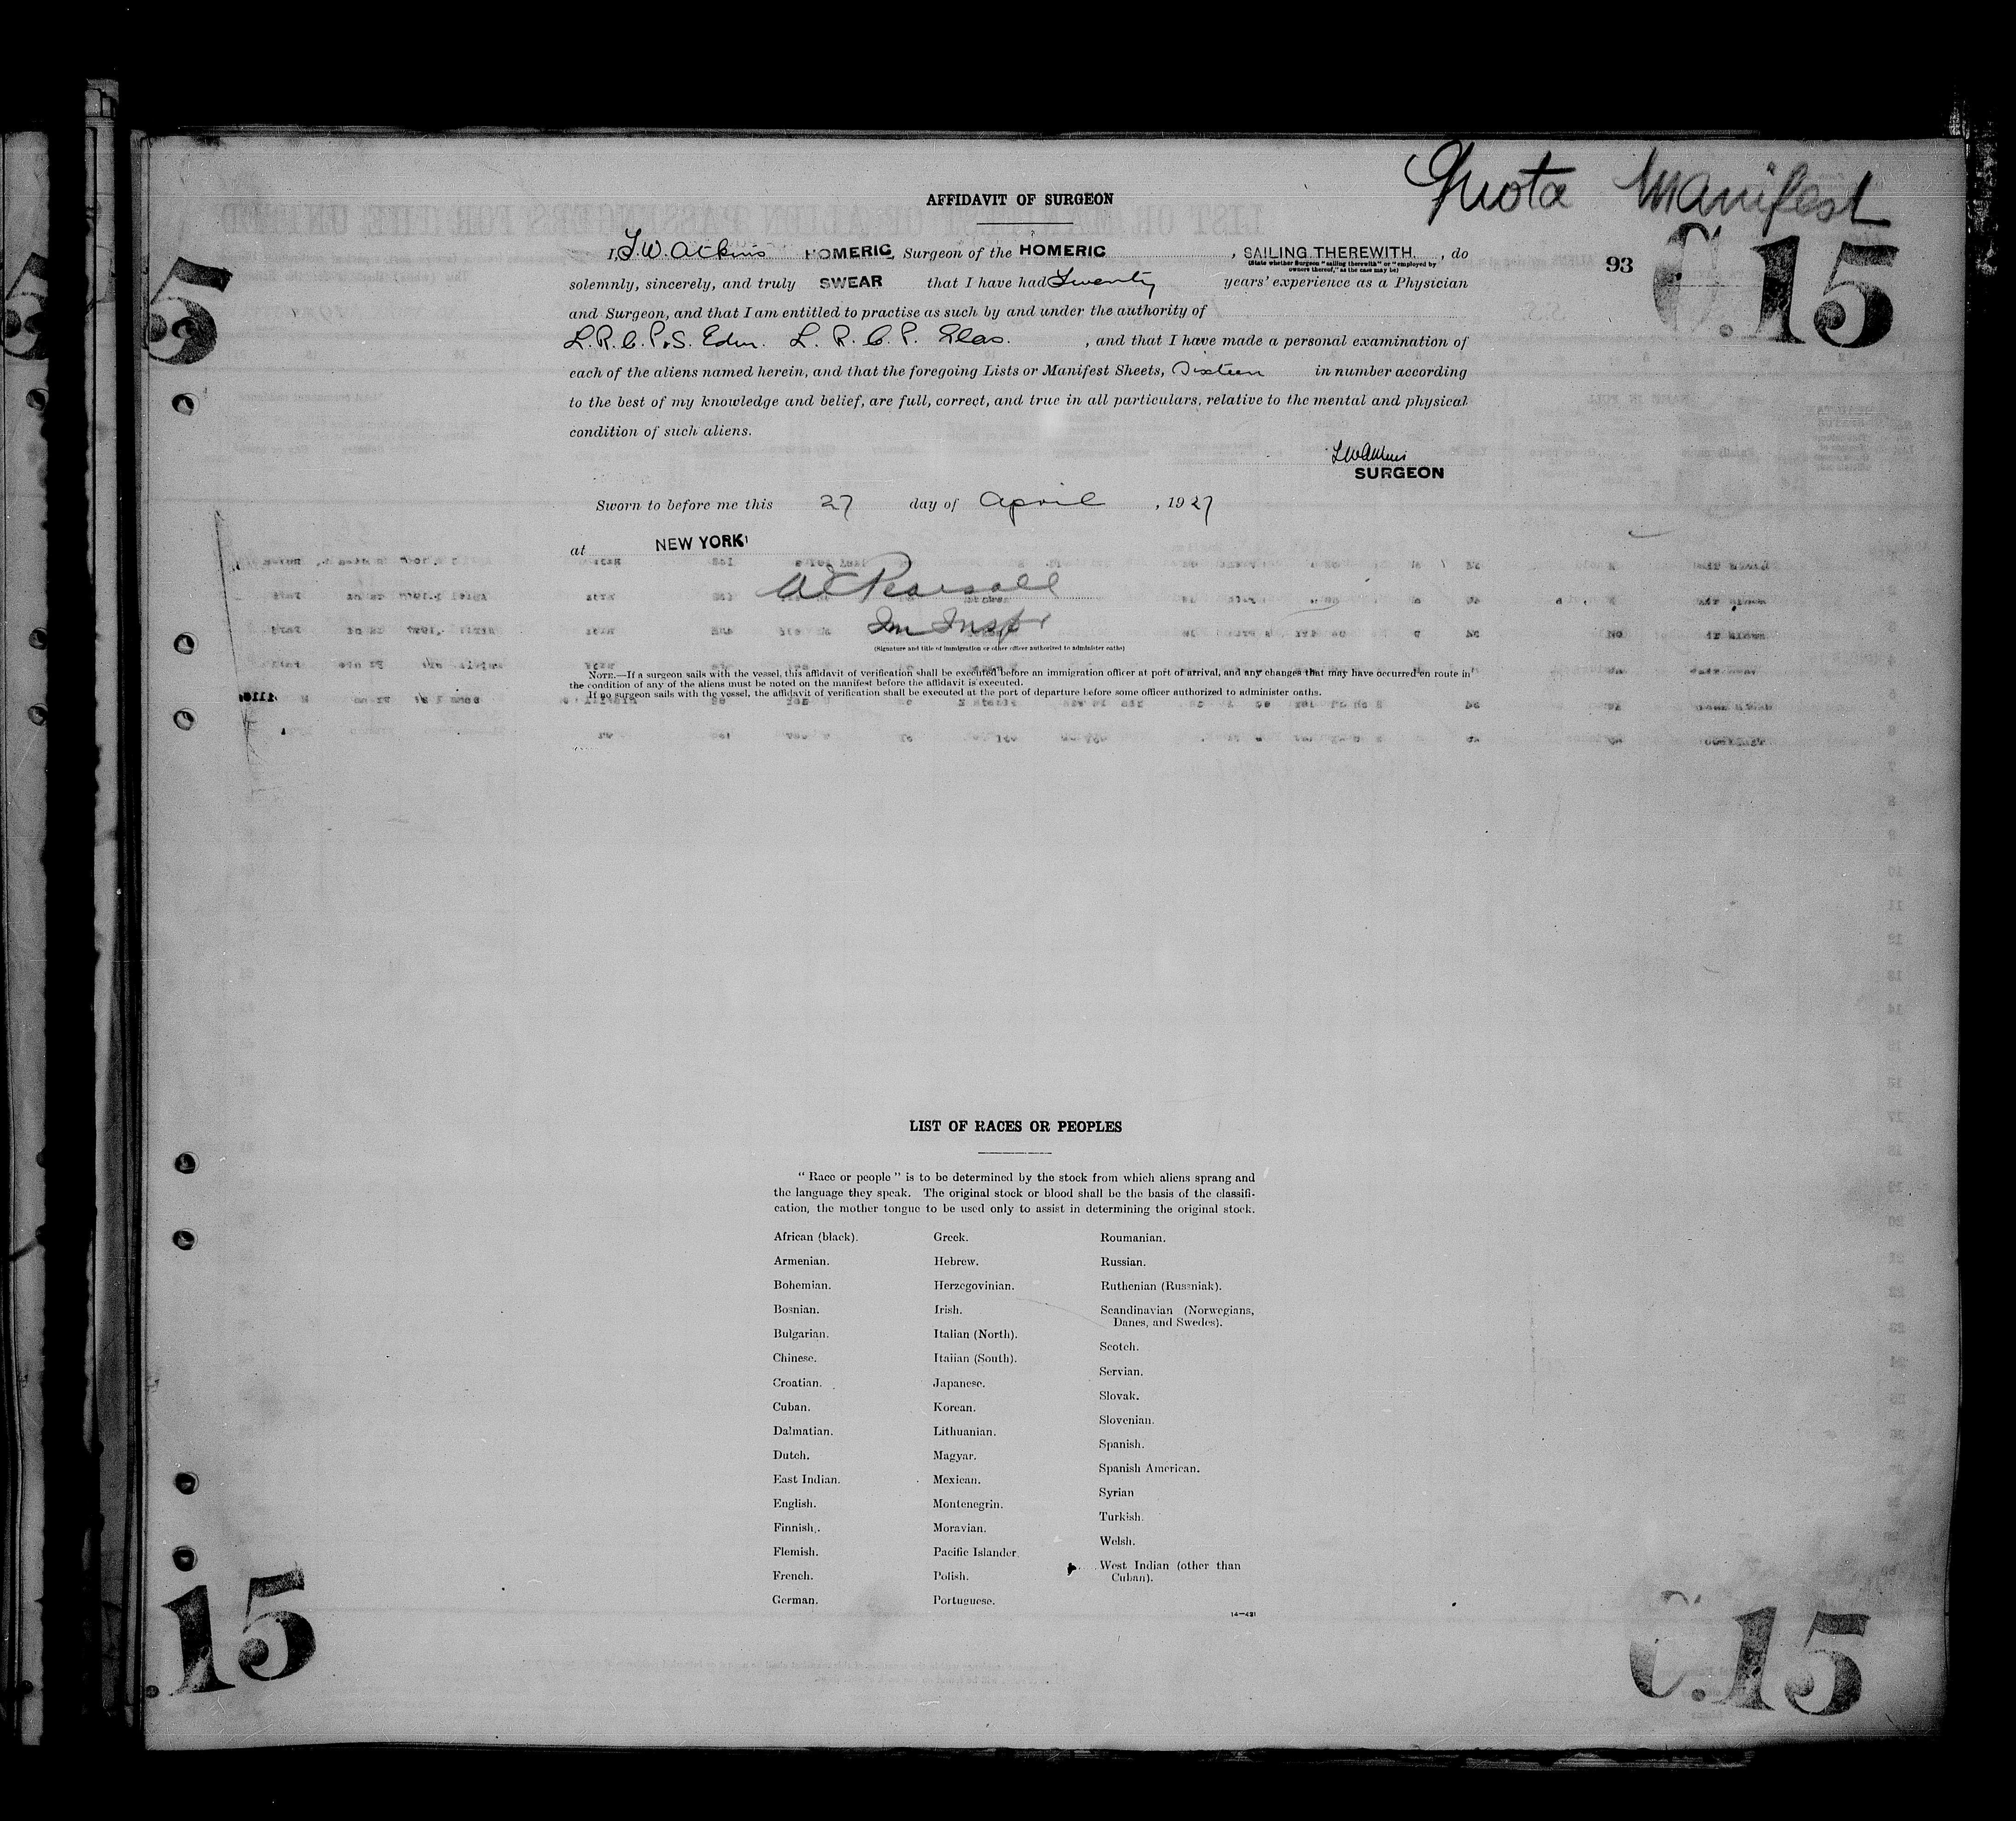 Quota Manifest
AFFIDAVIT OF SURGEON
I, L.W. Atkins HOMERIC, Surgeon of the HOMERIC, SAILING THEREWITH, do
(State whether Surgeon "sailing therewith" or "employed by
owners thereof," as the case may be)
93
C.15
solemnly, sincerely, and truly SWEAR that I have had Twenty years' experience as a Physician
and Surgeon, and that I am entitled to practise as such by and under the authority of
L.R.C.P.&S. Edin. L.R.C.P. Glas. , and that I have made a personal examination of
each of the aliens named herein, and that the foregoing Lists or Manifest Sheets, Sixteen in number according
to the best of my knowledge and belief, are full, correct, and true in all particulars, relative to the mental and physical
condition of such aliens.
LWAtkins
SURGEON
Sworn to before me this 27 day of April, 1927
at NEW YORK
W Pearsall
Im Inspr
(Signature and title of immigration or other officer authorized to administer oaths)
NOTE.—If a surgeon sails with the vessel, this affidavit of verification shall be executed before an immigration officer at port of arrival, and any changes that may have occurred en route in
the condition of any of the aliens must be noted on the manifest before the affidavit is executed.
If no surgeon sails with the vessel, the affidavit of verification shall be executed at the port of departure before some officer authorized to administer oaths.
LIST OF RACES OR PEOPLES
"Race or people" is to be determined by the stock from which aliens sprang and
the language they speak. The original stock or blood shall be the basis of the classifi-
cation, the mother tongue to be used only to assist in determining the original stock.
African (black).
Armenian.
Bohemian.
Bosnian.
Bulgarian.
Chinese.
Croatian.
Cuban.
Dalmatian.
Dutch.
East Indian.
English.
Finnish.
Flemish.
French.
German.
Greek.
Hebrew.
Herzegovinian.
Irish.
Italian (North).
Italian (South).
Japanese.
Korean.
Lithuanian.
Magyar.
Mexican.
Montenegrin.
Moravian.
Pacific Islander.
Polish.
Portuguese.
Roumanian.
Russian.
Ruthenian (Russniak).
Scandinavian (Norwegians,
Danes, and Swedes).
Scotch.
Servian.
Slovak.
Slovenian.
Spanish.
Spanish American.
Syrian
Turkish.
Welsh.
West Indian (other than
Cuban).
14—421
.15
C.15